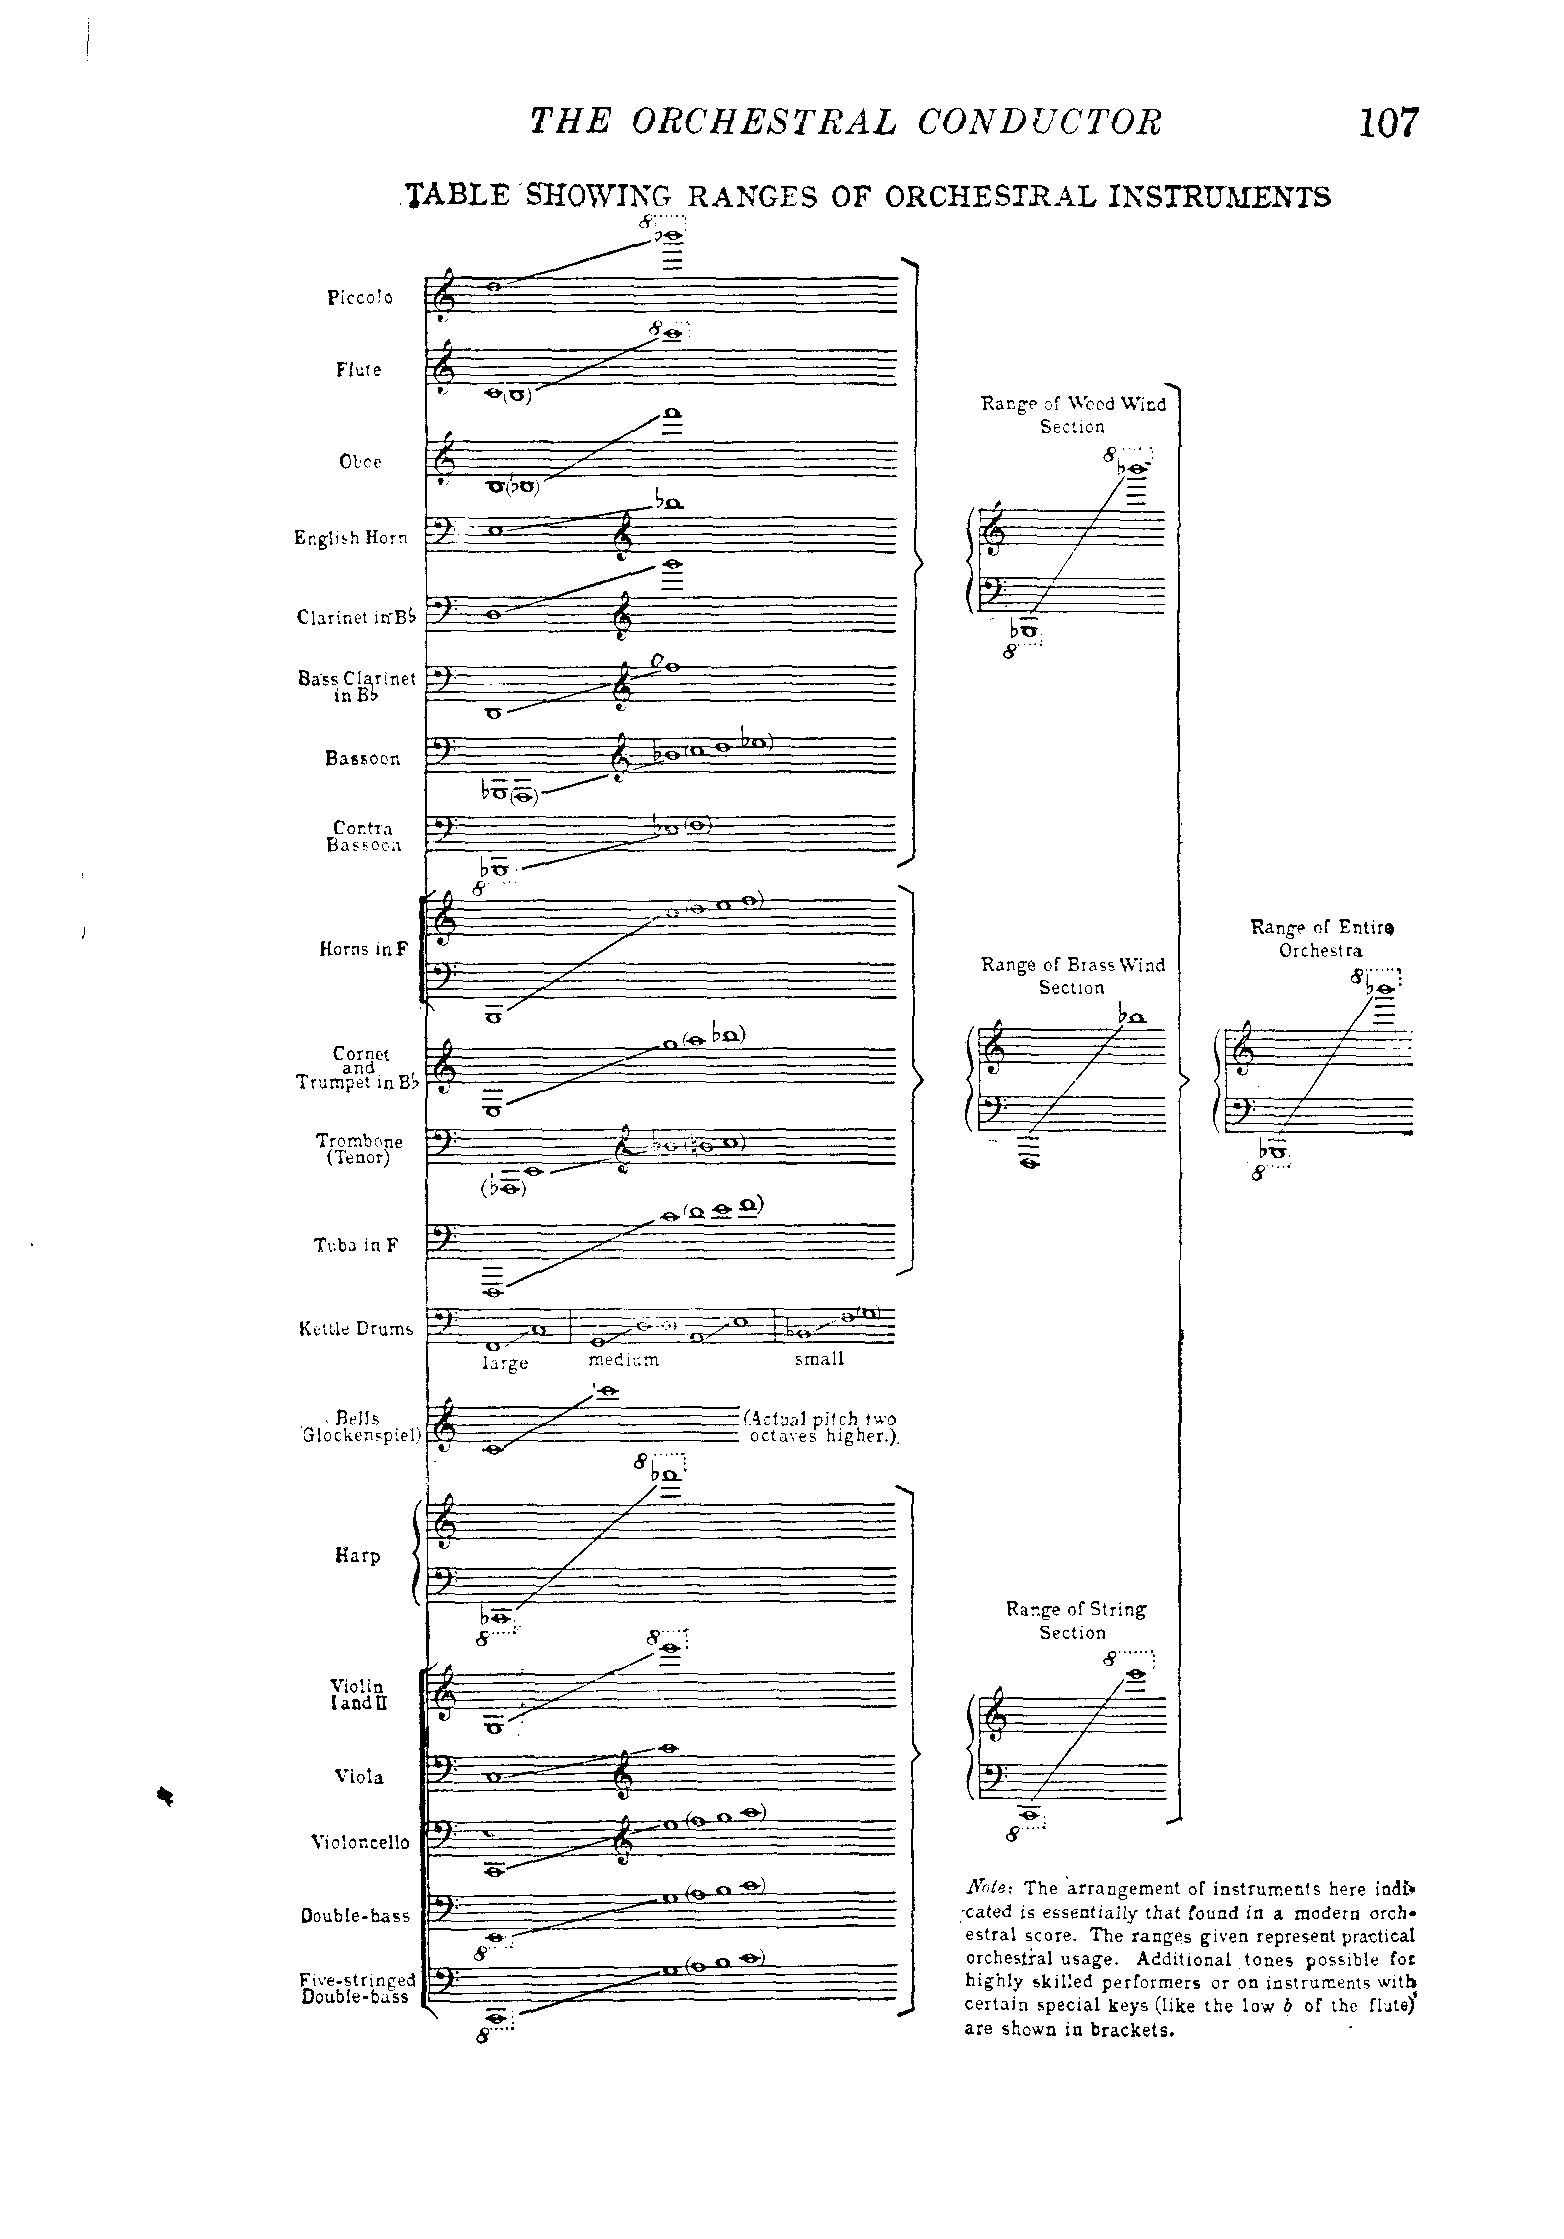 THE ORCHESTRAL CONDUCTOR 107
TABLE SHOWING RANGES OF ORCHESTRAL INSTRUMENTS
Piccolo
Flute
Oboe
English Horn
Clarinet in B♭
Bass Clarinet
in B♭
Bassoon
Contra
Bassoon
Horns in F
Cornet
and
Trumpet in B♭
Trombone
(Tenor)
Tuba in F
Kettle Drums
large medium small
Bells
(Glockenspiel)
(Actual pitch two
octaves higher.)
Harp
Violin
I and II
Viola
Violoncello
Double-bass
Five-stringed
Double-bass
Range of Wood Wind
Section
Range of Brass Wind
Section
Range of Entire
Orchestra
Range of String
Section
Note: The arrangement of instruments here indi-
cated is essentially that found in a modern orch-
estral score. The ranges given represent practical
orchestral usage. Additional tones possible for
highly skilled performers or on instruments with
certain special keys (like the low b of the flute)
are shown in brackets.